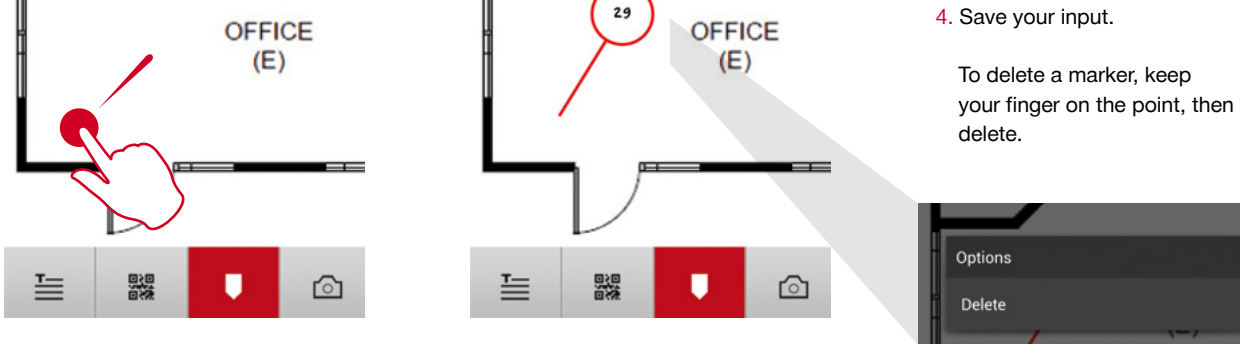 OFFICE
(E)
29
OFFICE
(E)
4. Save your input.
To delete a marker, keep
your finger on the point, then
delete.
Options
Delete